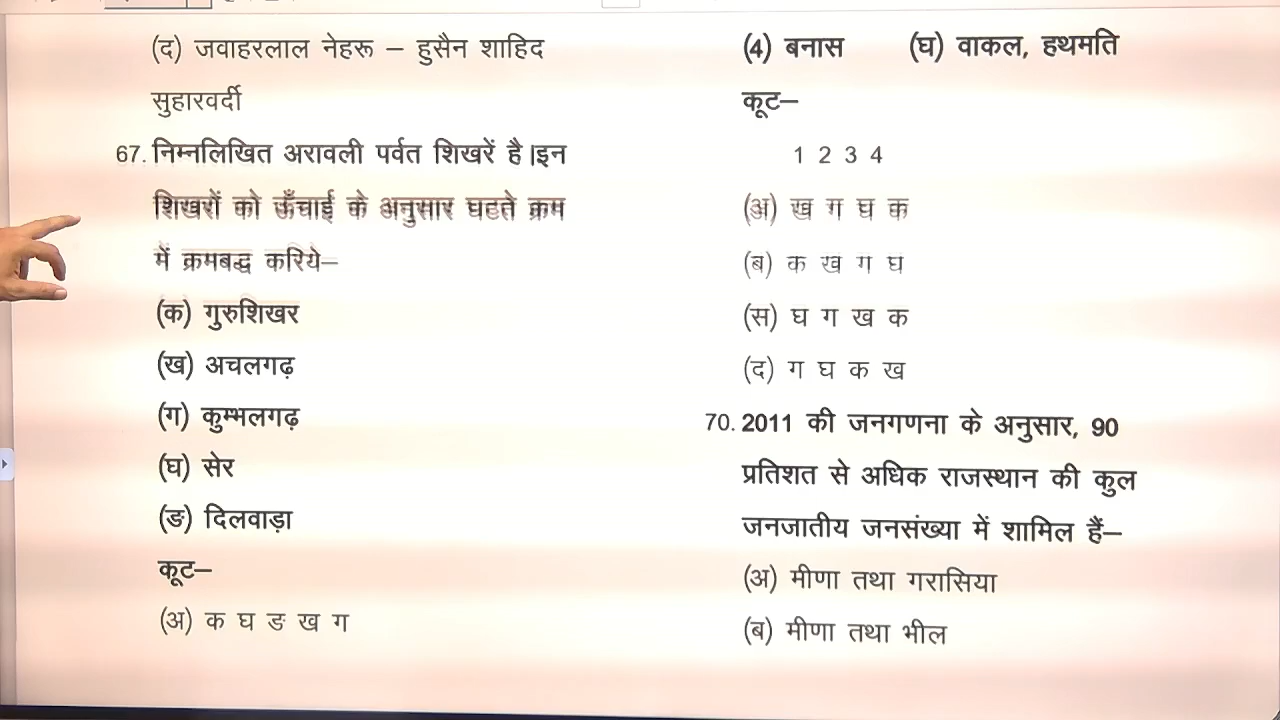 (द) जवाहरलाल नेहरू – हुसैन शाहिद
सुहारवर्दी
67. निम्नलिखित अरावली पर्वत शिखरें है।इन
शिखरों को ऊँचाई के अनुसार घटते क्रम
में क्रमबद्ध करिये–
(क) गुरुशिखर
(ख) अचलगढ़
(ग) कुम्भलगढ़
(घ) सेर
(ङ) दिलवाड़ा
कूट–
(अ) क घ ङ ख ग
(4) बनास (घ) वाकल, हथमति
कूट–
1 2 3 4
(अ) ख ग घ क
(ब) क ख ग घ
(स) घ ग ख क
(द) ग घ क ख
70. 2011 की जनगणना के अनुसार, 90
प्रतिशत से अधिक राजस्थान की कुल
जनजातीय जनसंख्या में शामिल हैं–
(अ) मीणा तथा गरासिया
(ब) मीणा तथा भील